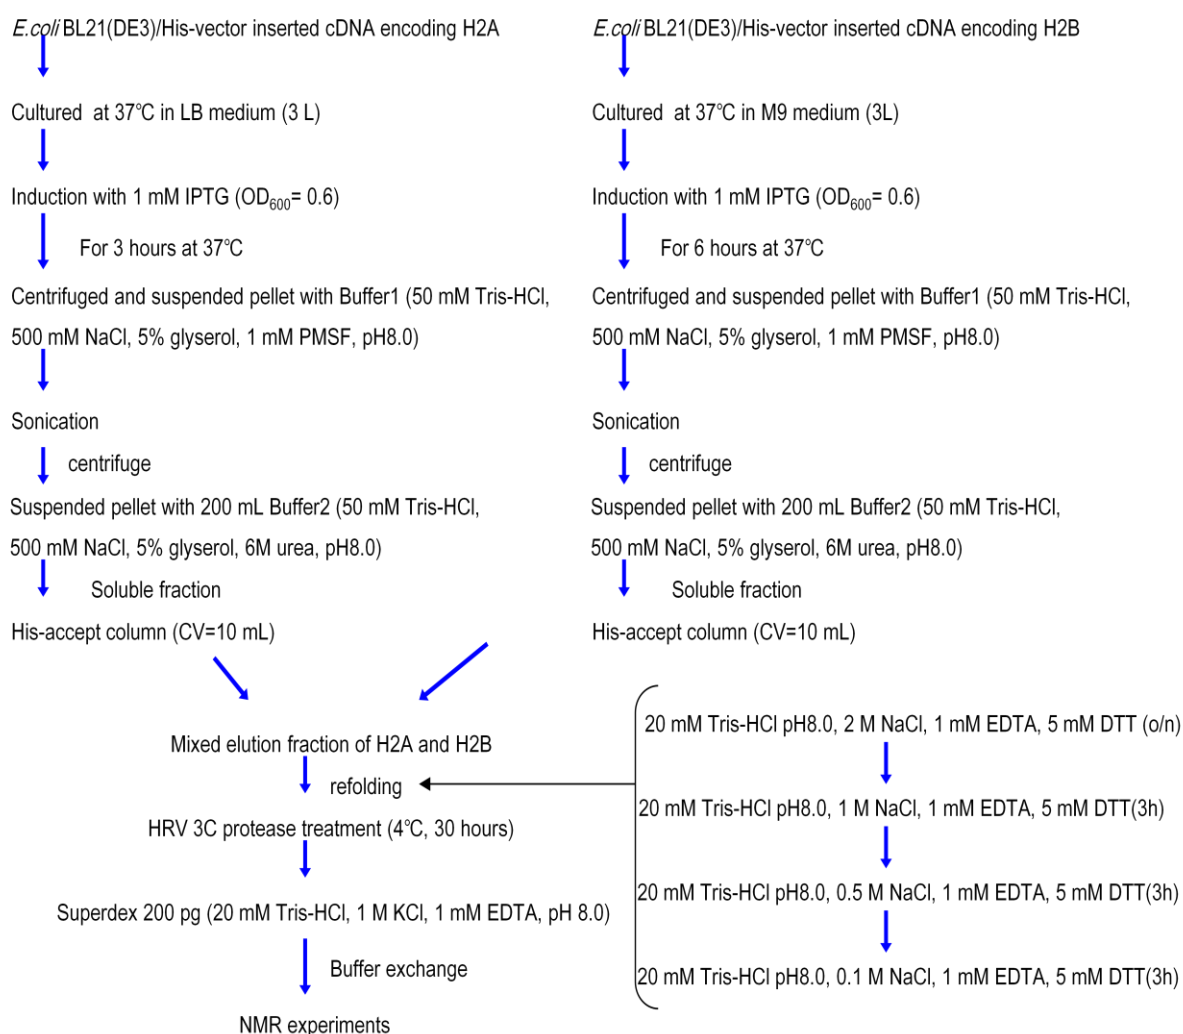 E.coli BL21(DE3)/His-vector inserted cDNA encoding H2A
Cultured at 37℃ in LB medium (3 L)
Induction with 1 mM IPTG (OD600= 0.6)
For 3 hours at 37℃
Centrifuged and suspended pellet with Buffer1 (50 mM Tris-HCl,
500 mM NaCl, 5% glyserol, 1 mM PMSF, pH8.0)
Sonication
centrifuge
Suspended pellet with 200 mL Buffer2 (50 mM Tris-HCl,
500 mM NaCl, 5% glyserol, 6M urea, pH8.0)
Soluble fraction
His-accept column (CV=10 mL)
E.coli BL21(DE3)/His-vector inserted cDNA encoding H2B
Cultured at 37℃ in M9 medium (3L)
Induction with 1 mM IPTG (OD600= 0.6)
For 6 hours at 37℃
Centrifuged and suspended pellet with Buffer1 (50 mM Tris-HCl,
500 mM NaCl, 5% glyserol, 1 mM PMSF, pH8.0)
Sonication
centrifuge
Suspended pellet with 200 mL Buffer2 (50 mM Tris-HCl,
500 mM NaCl, 5% glyserol, 6M urea, pH8.0)
Soluble fraction
His-accept column (CV=10 mL)
Mixed elution fraction of H2A and H2B
refolding
HRV 3C protease treatment (4℃, 30 hours)
Superdex 200 pg (20 mM Tris-HCl, 1 M KCl, 1 mM EDTA, pH 8.0)
Buffer exchange
NMR experiments
20 mM Tris-HCl pH8.0, 2 M NaCl, 1 mM EDTA, 5 mM DTT (o/n)
20 mM Tris-HCl pH8.0, 1 M NaCl, 1 mM EDTA, 5 mM DTT(3h)
20 mM Tris-HCl pH8.0, 0.5 M NaCl, 1 mM EDTA, 5 mM DTT(3h)
20 mM Tris-HCl pH8.0, 0.1 M NaCl, 1 mM EDTA, 5 mM DTT(3h)